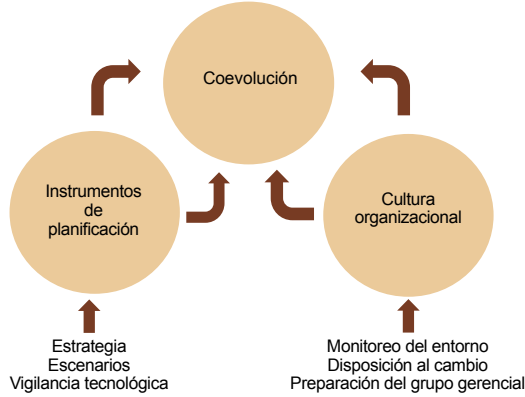 Coevolución
Instrumentos
de
planificación
Cultura
organizacional
Estrategia
Escenarios
Vigilancia tecnológica
Monitoreo del entorno
Disposición al cambio
Preparación del grupo gerencial